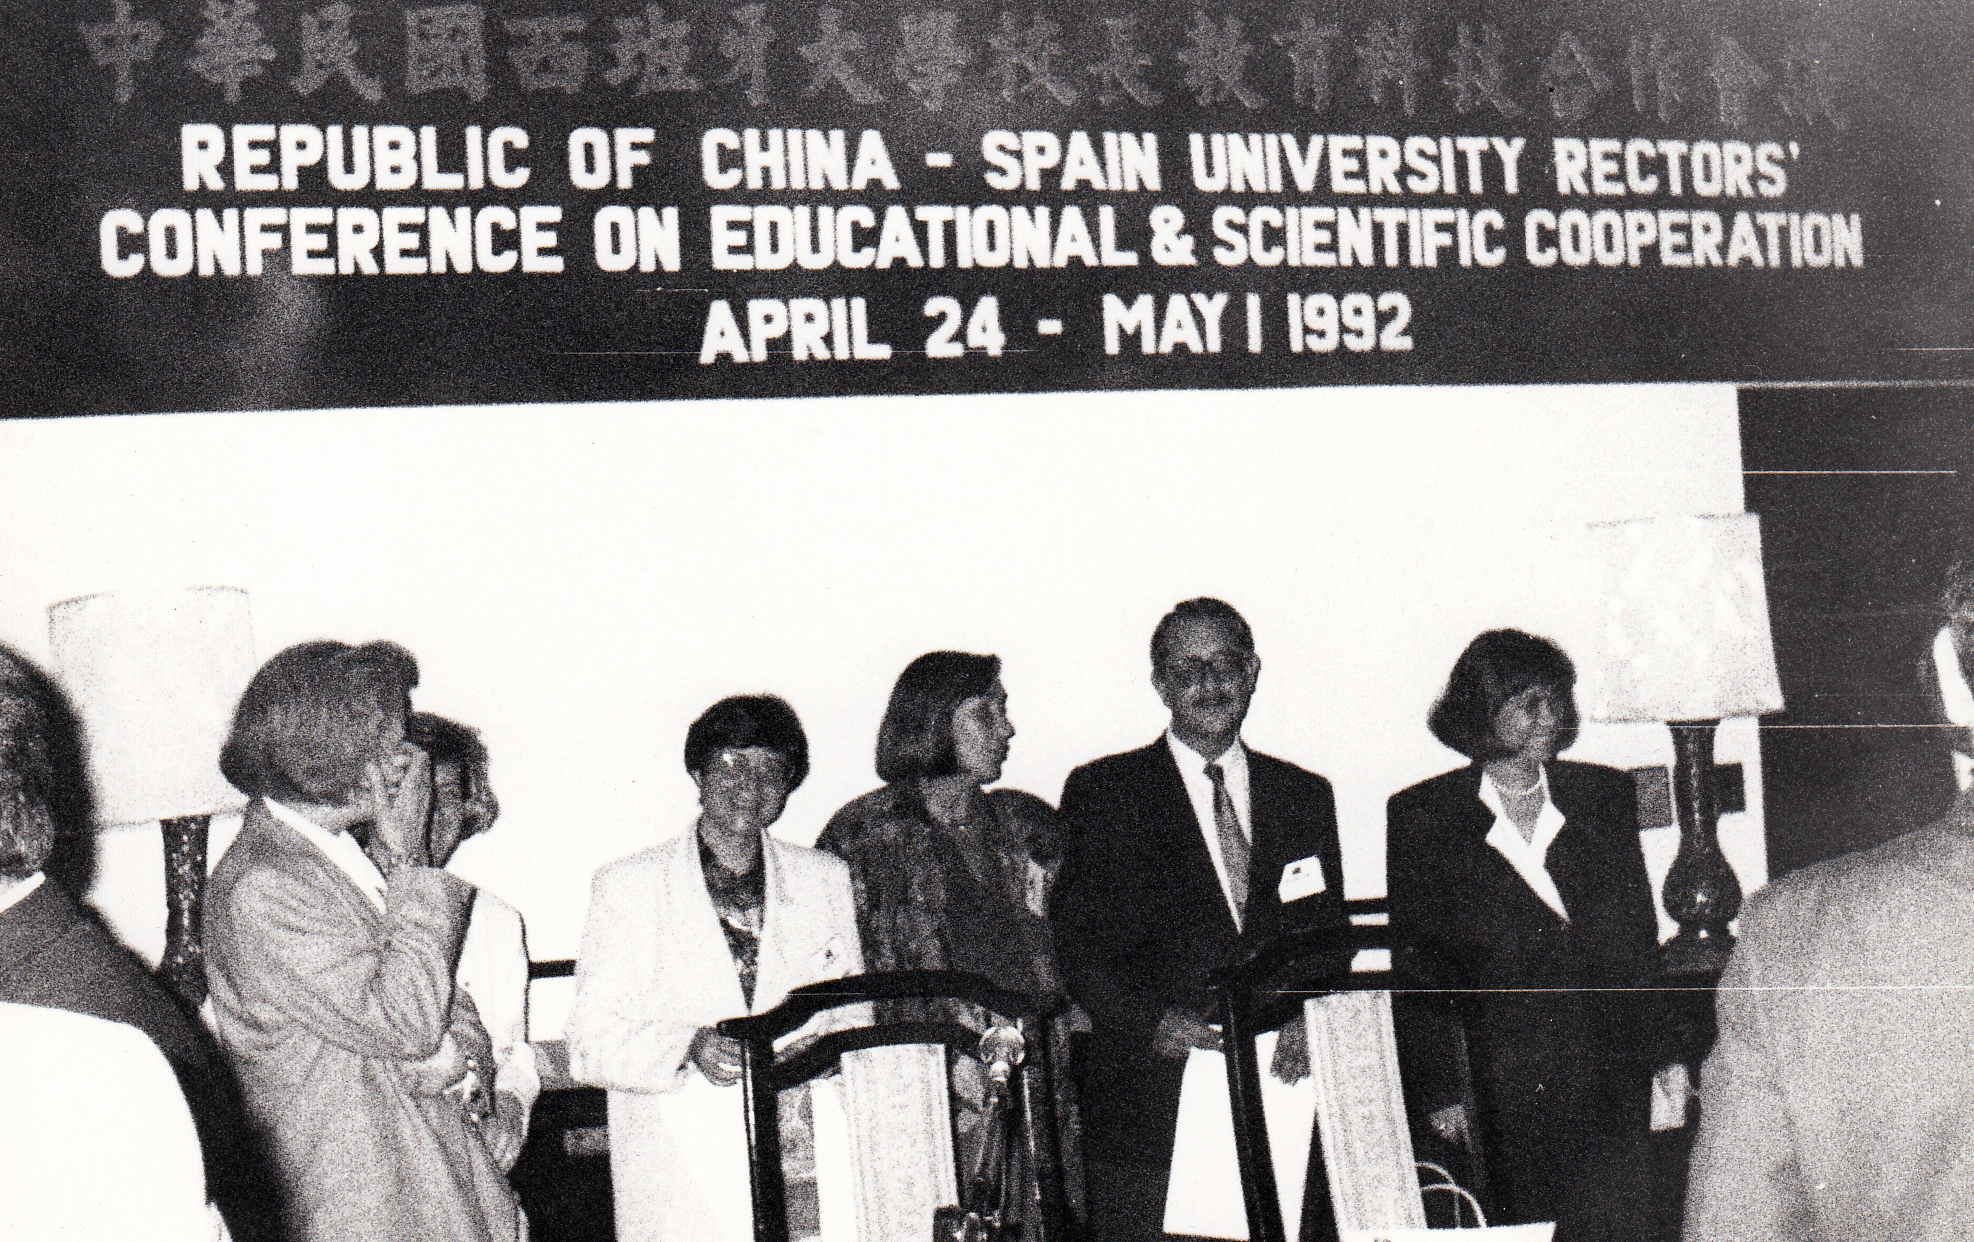 中華民國西班牙大學校長教育科技合作會議
REPUBLIC OF CHINA - SPAIN UNIVERSITY RECTORS'
CONFERENCE ON EDUCATIONAL & SCIENTIFIC COOPERATION
APRIL 24 - MAY 1 1992